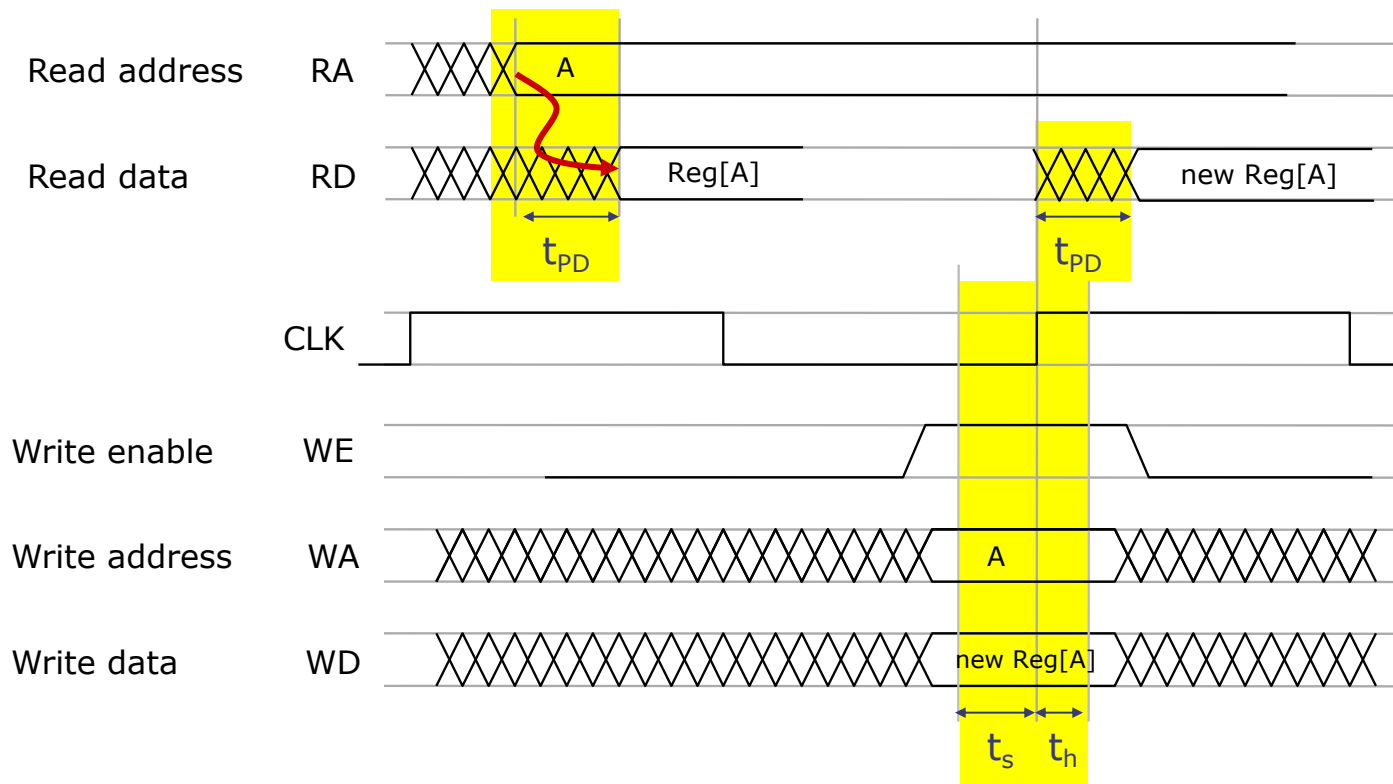 Read address RA A
Read data RD Reg[A] new Reg[A]
tPD tPD
CLK
Write enable WE
Write address WA A
Write data WD new Reg[A]
ts th